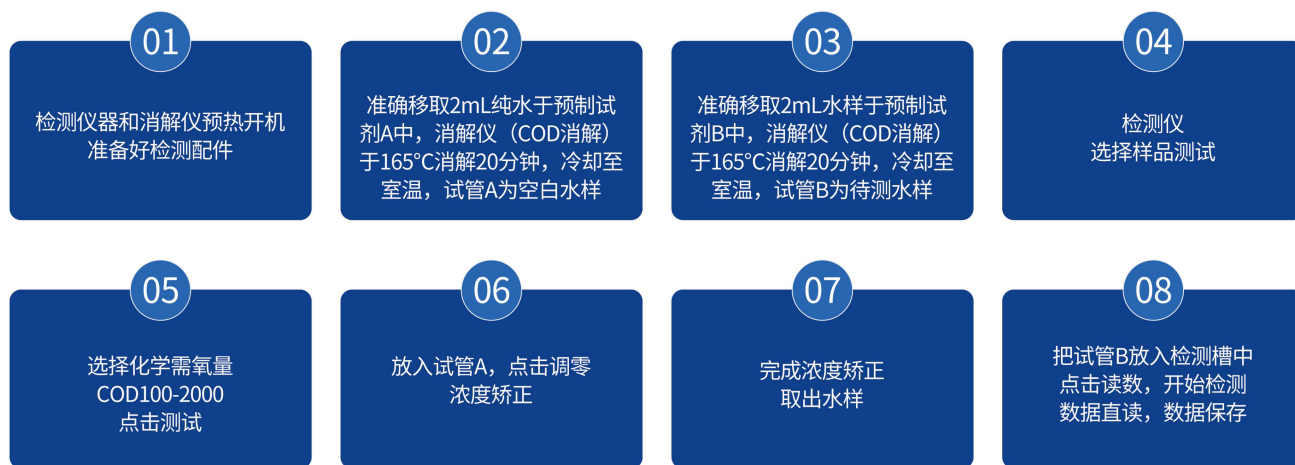 01
检测仪器和消解仪预热开机
准备好检测配件
02
准确移取2mL纯水于预制试
剂A中，消解仪（COD消解）
于165°C消解20分钟，冷却至
室温，试管A为空白水样
03
准确移取2mL水样于预制试
剂B中，消解仪（COD消解）
于165°C消解20分钟，冷却至
室温，试管B为待测水样
04
检测仪
选择样品测试
05
选择化学需氧量
COD100-2000
点击测试
06
放入试管A，点击调零
浓度矫正
07
完成浓度矫正
取出水样
08
把试管B放入检测槽中
点击读数，开始检测
数据直读，数据保存